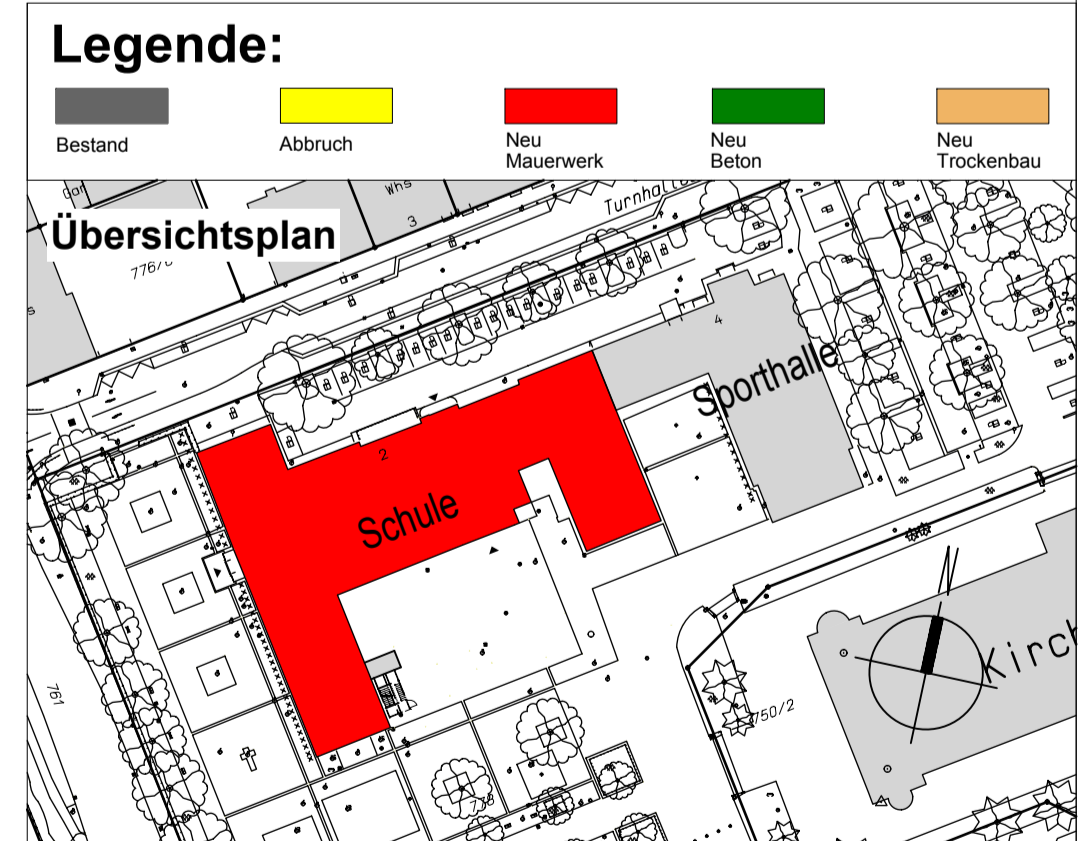 Legende:
Bestand
Abbruch
Neu
Mauerwerk
Neu
Beton
Neu
Trockenbau
Übersichtsplan
Whs
3
4
Sporthalle
2
Schule
Kirch
N
761
750/2